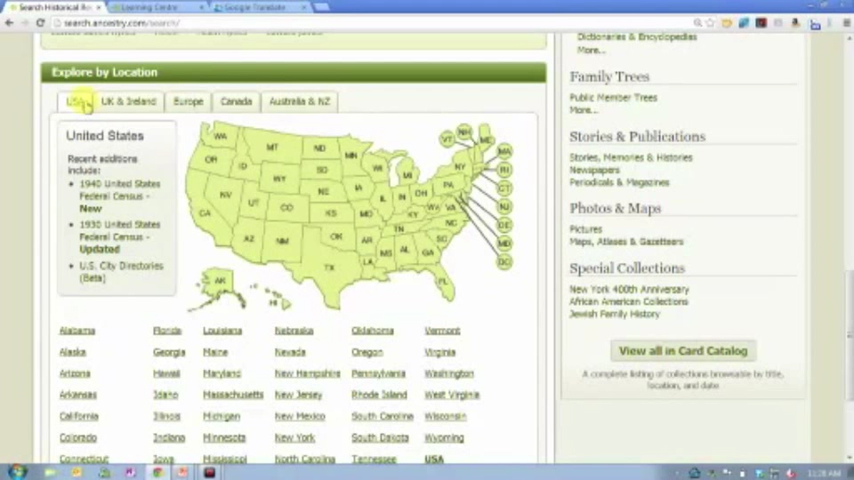 Search Historical Re
Learning Centre
Google Translate
search.ancestry.com/search/
Dictionaries & Encyclopedias
More...
Explore by Location
USA
UK & Ireland
Europe
Canada
Australia & NZ
United States
Recent additions
include:
1940 United States
Federal Census -
New
1930 United States
Federal Census -
Updated
U.S. City Directories
(Beta)
WA
MT
ND
MN
OR
ID
SD
WI
MI
WY
NV
UT
NE
IA
CO
CA
KS
MO
IL
IN
OH
PA
NY
VT
NH
ME
MA
RI
CT
NJ
DE
MD
DC
WV
VA
KY
NC
TN
SC
AZ
NM
OK
AR
MS
AL
GA
TX
LA
FL
AK
HI
Alabama Florida Louisiana Nebraska Oklahoma Vermont
Alaska Georgia Maine Nevada Oregon Virginia
Arizona Hawaii Maryland New Hampshire Pennsylvania Washington
Arkansas Idaho Massachusetts New Jersey Rhode Island West Virginia
California Illinois Michigan New Mexico South Carolina Wisconsin
Colorado Indiana Minnesota New York South Dakota Wyoming
Connecticut Iowa Mississippi North Carolina Tennessee USA
Family Trees
Public Member Trees
More...
Stories & Publications
Stories, Memories & Histories
Newspapers
Periodicals & Magazines
Photos & Maps
Pictures
Maps, Atlases & Gazetteers
Special Collections
New York 400th Anniversary
African American Collections
Jewish Family History
View all in Card Catalog
A complete listing of collections browsable by title,
location, and date